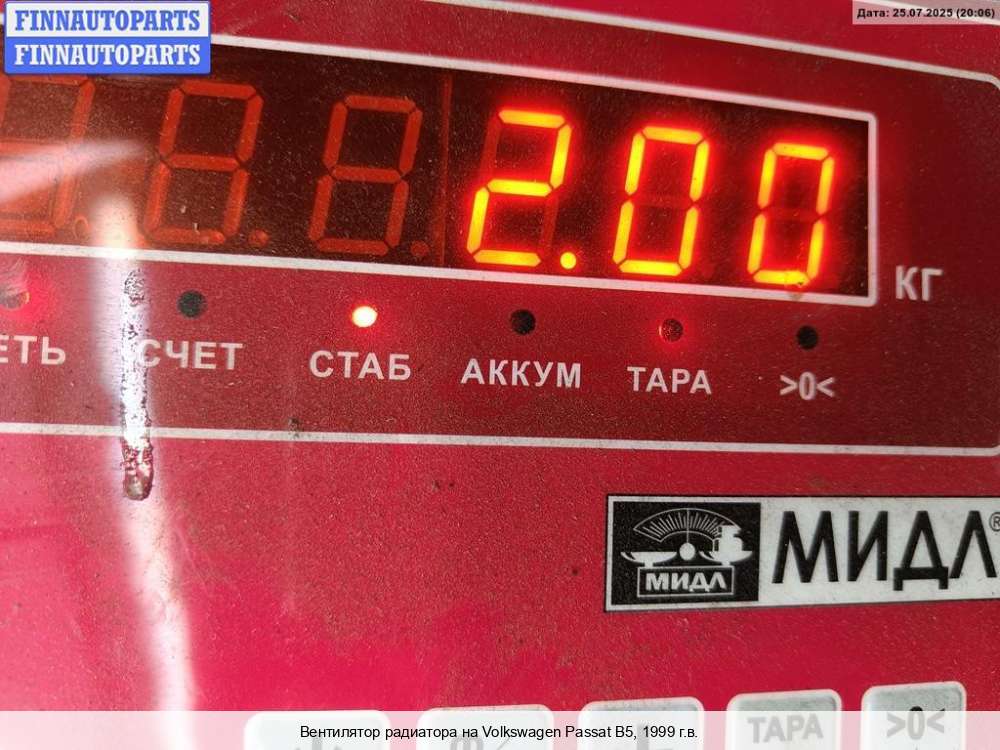 FINNAUTOPARTS
FINNAUTOPARTS
Дата: 25.07.2025 (20:06)
2.00
КГ
ЕТЬ СЧЕТ СТАБ АККУМ ТАРА >0<
МИДЛ МИДЛ®
ТАРА >0<
Вентилятор радиатора на Volkswagen Passat B5, 1999 г.в.